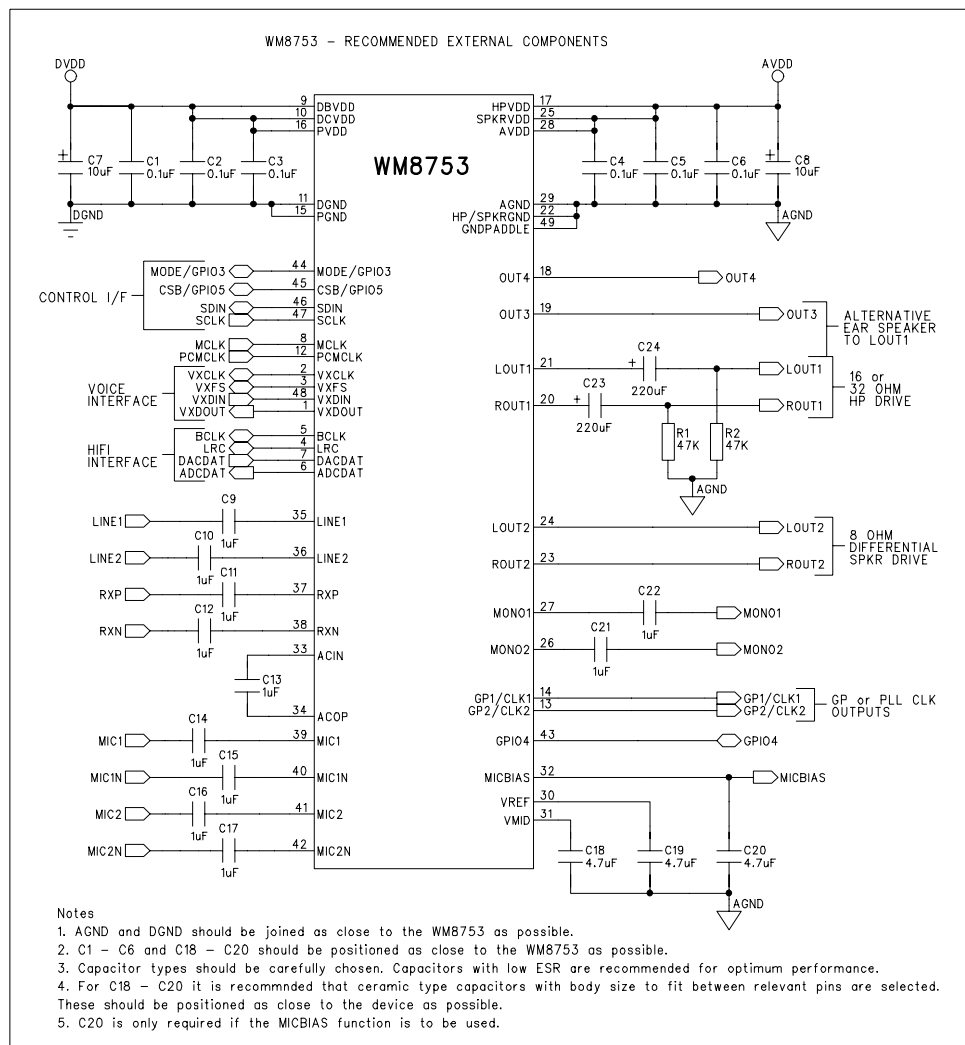 WM8753 – RECOMMENDED EXTERNAL COMPONENTS
DVDD
AVDD
WM8753
9 DBVDD
10 DCVDD
16 PVDD
HPVDD 17
SPKRVDD 25
AVDD 28
+ C7 10uF
C1 0.1uF
C2 0.1uF
C3 0.1uF
C4 0.1uF
C5 0.1uF
C6 0.1uF
+ C8 10uF
11 DGND
15 PGND
DGND
AGND 29
HP/SPKRGND 22
GNDPADDLE 49
AGND
CONTROL I/F
MODE/GPIO3 44 MODE/GPIO3
CSB/GPIO5 45 CSB/GPIO5
SDIN 46 SDIN
SCLK 47 SCLK
MCLK 8 MCLK
PCMCLK 12 PCMCLK
VOICE
INTERFACE
VXCLK 2 VXCLK
VXFS 3 VXFS
VXDIN 48 VXDIN
VXDOUT 1 VXDOUT
HIFI
INTERFACE
BCLK 5 BCLK
LRC 4 LRC
DACDAT 7 DACDAT
ADCDAT 6 ADCDAT
LINE1 C9 1uF 35 LINE1
LINE2 C10 1uF 36 LINE2
RXP C11 1uF 37 RXP
RXN C12 1uF 38 RXN
33 ACIN
C13 1uF
34 ACOP
MIC1 C14 1uF 39 MIC1
MIC1N C15 1uF 40 MIC1N
MIC2 C16 1uF 41 MIC2
MIC2N C17 1uF 42 MIC2N
OUT4 18 OUT4
OUT3 19 OUT3
ALTERNATIVE
EAR SPEAKER
TO LOUT1
LOUT1 21 + C24 220uF LOUT1
ROUT1 20 + C23 220uF ROUT1
16 or
32 OHM
HP DRIVE
R1 47K
R2 47K
AGND
LOUT2 24 LOUT2
ROUT2 23 ROUT2
8 OHM
DIFFERENTIAL
SPKR DRIVE
MONO1 27 C22 1uF MONO1
MONO2 26 C21 1uF MONO2
GP1/CLK1 14 GP1/CLK1
GP2/CLK2 13 GP2/CLK2
GP or PLL CLK
OUTPUTS
GPIO4 43 GPIO4
MICBIAS 32 MICBIAS
VREF 30
VMID 31
C18 4.7uF
C19 4.7uF
C20 4.7uF
AGND
Notes
1. AGND and DGND should be joined as close to the WM8753 as possible.
2. C1 – C6 and C18 – C20 should be positioned as close to the WM8753 as possible.
3. Capacitor types should be carefully chosen. Capacitors with low ESR are recommended for optimum performance.
4. For C18 – C20 it is recommnded that ceramic type capacitors with body size to fit between relevant pins are selected.
These should be positioned as close to the device as possible.
5. C20 is only required if the MICBIAS function is to be used.